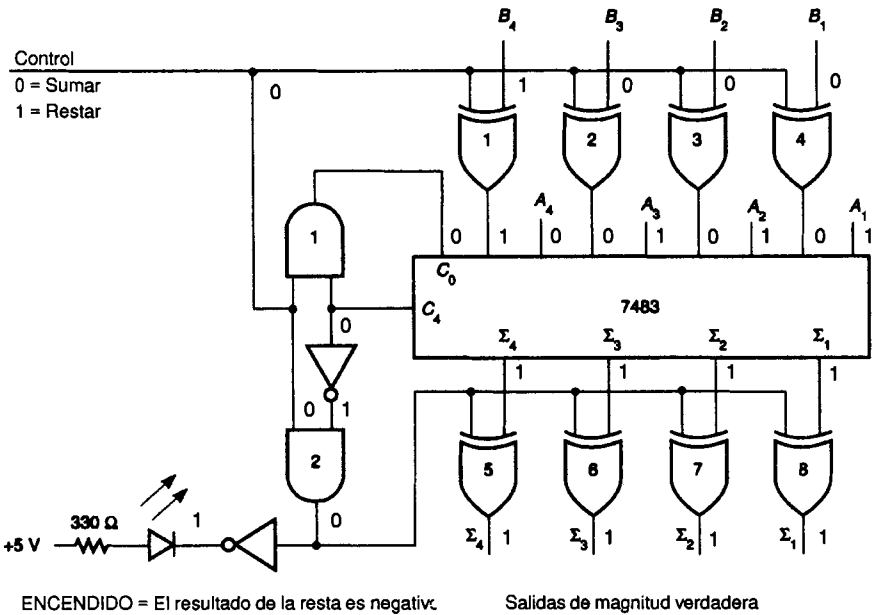 B₄ B₃ B₂ B₁
Control
0 = Sumar
1 = Restar
0 1 0 0 0
1 2 3 4
A₄ A₃ A₂ A₁
1
0 1 0 0 1 0 1 0 1
C₀
C₄
7483
0
Σ₄ Σ₃ Σ₂ Σ₁
1 1 1 1
0 1
2
5 6 7 8
330 Ω
1
0
+5 V
Σ₄ 1 Σ₃ 1 Σ₂ 1 Σ₁ 1
ENCENDIDO = El resultado de la resta es
Salidas de magnitud verdadera